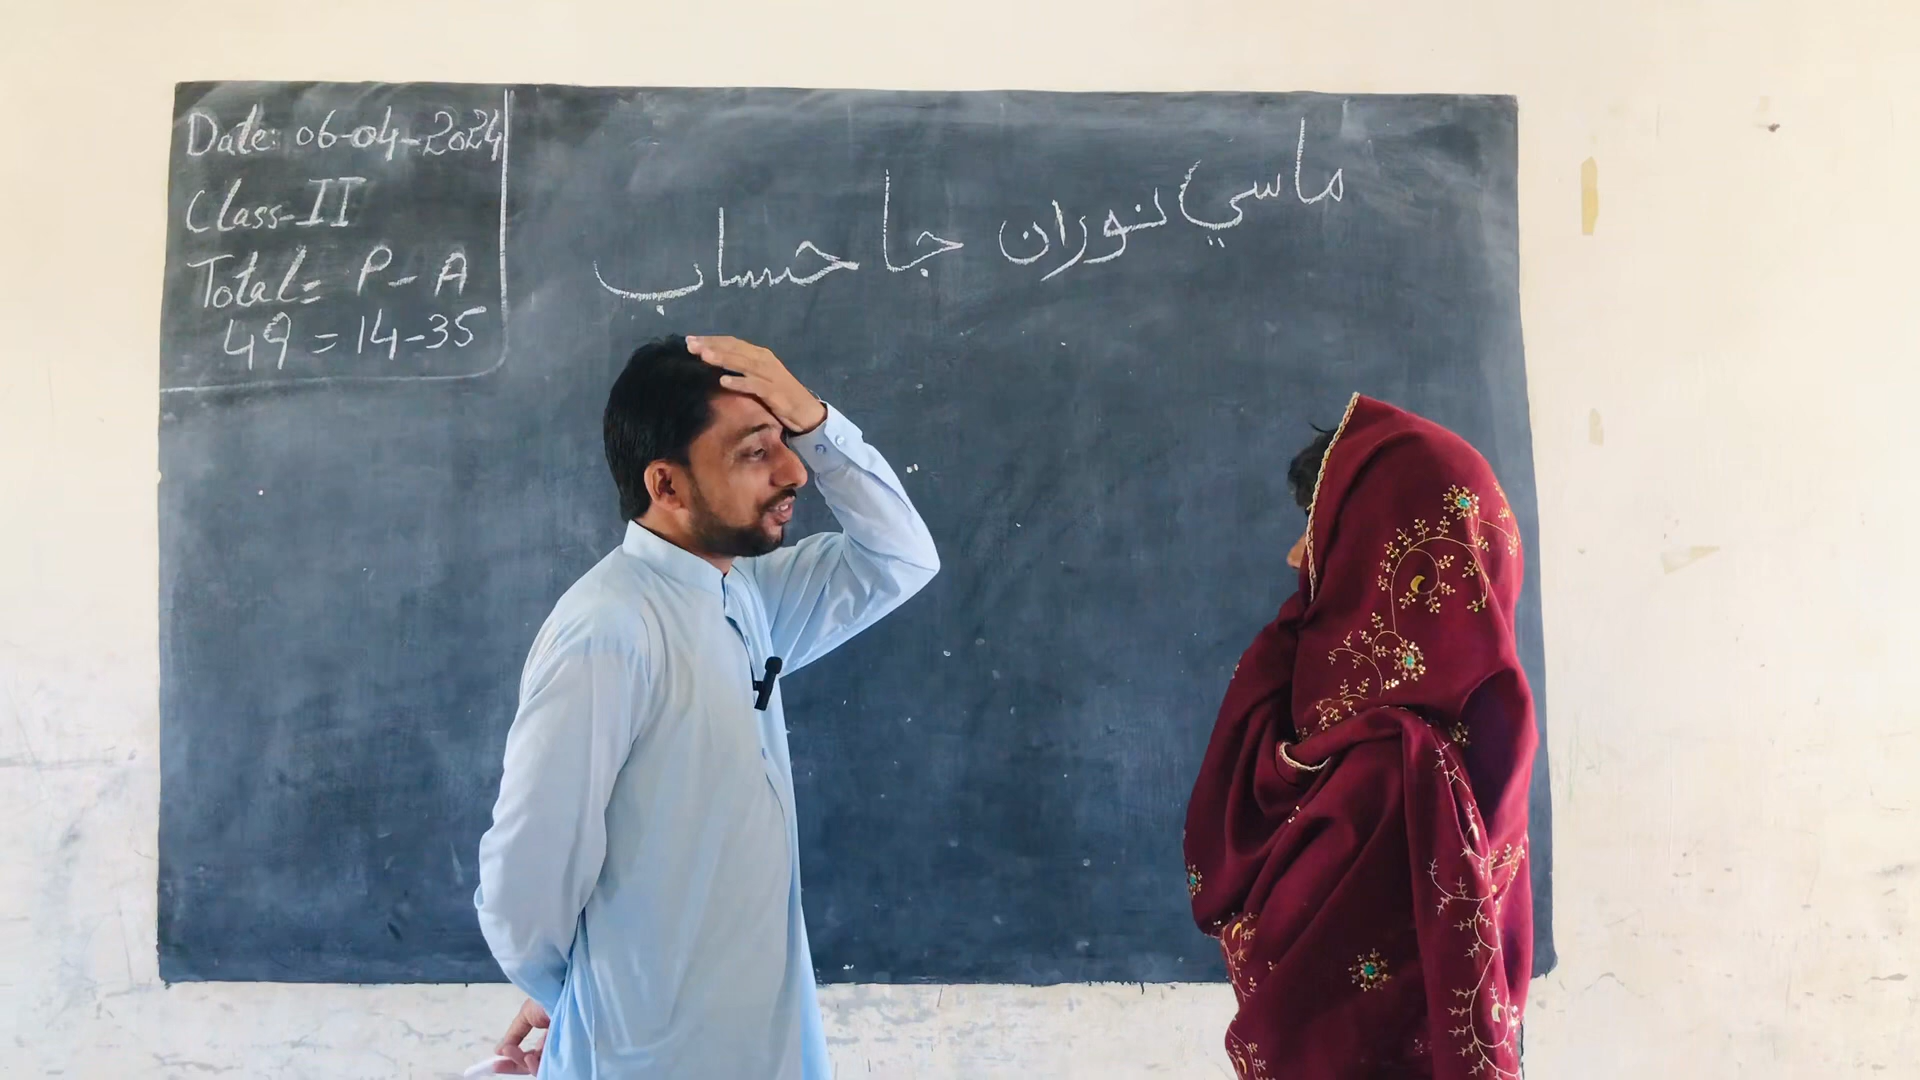 Date: 06-04-2024
Class-II
Total= P-A
49=14-35
ماسي نوران جا حساب